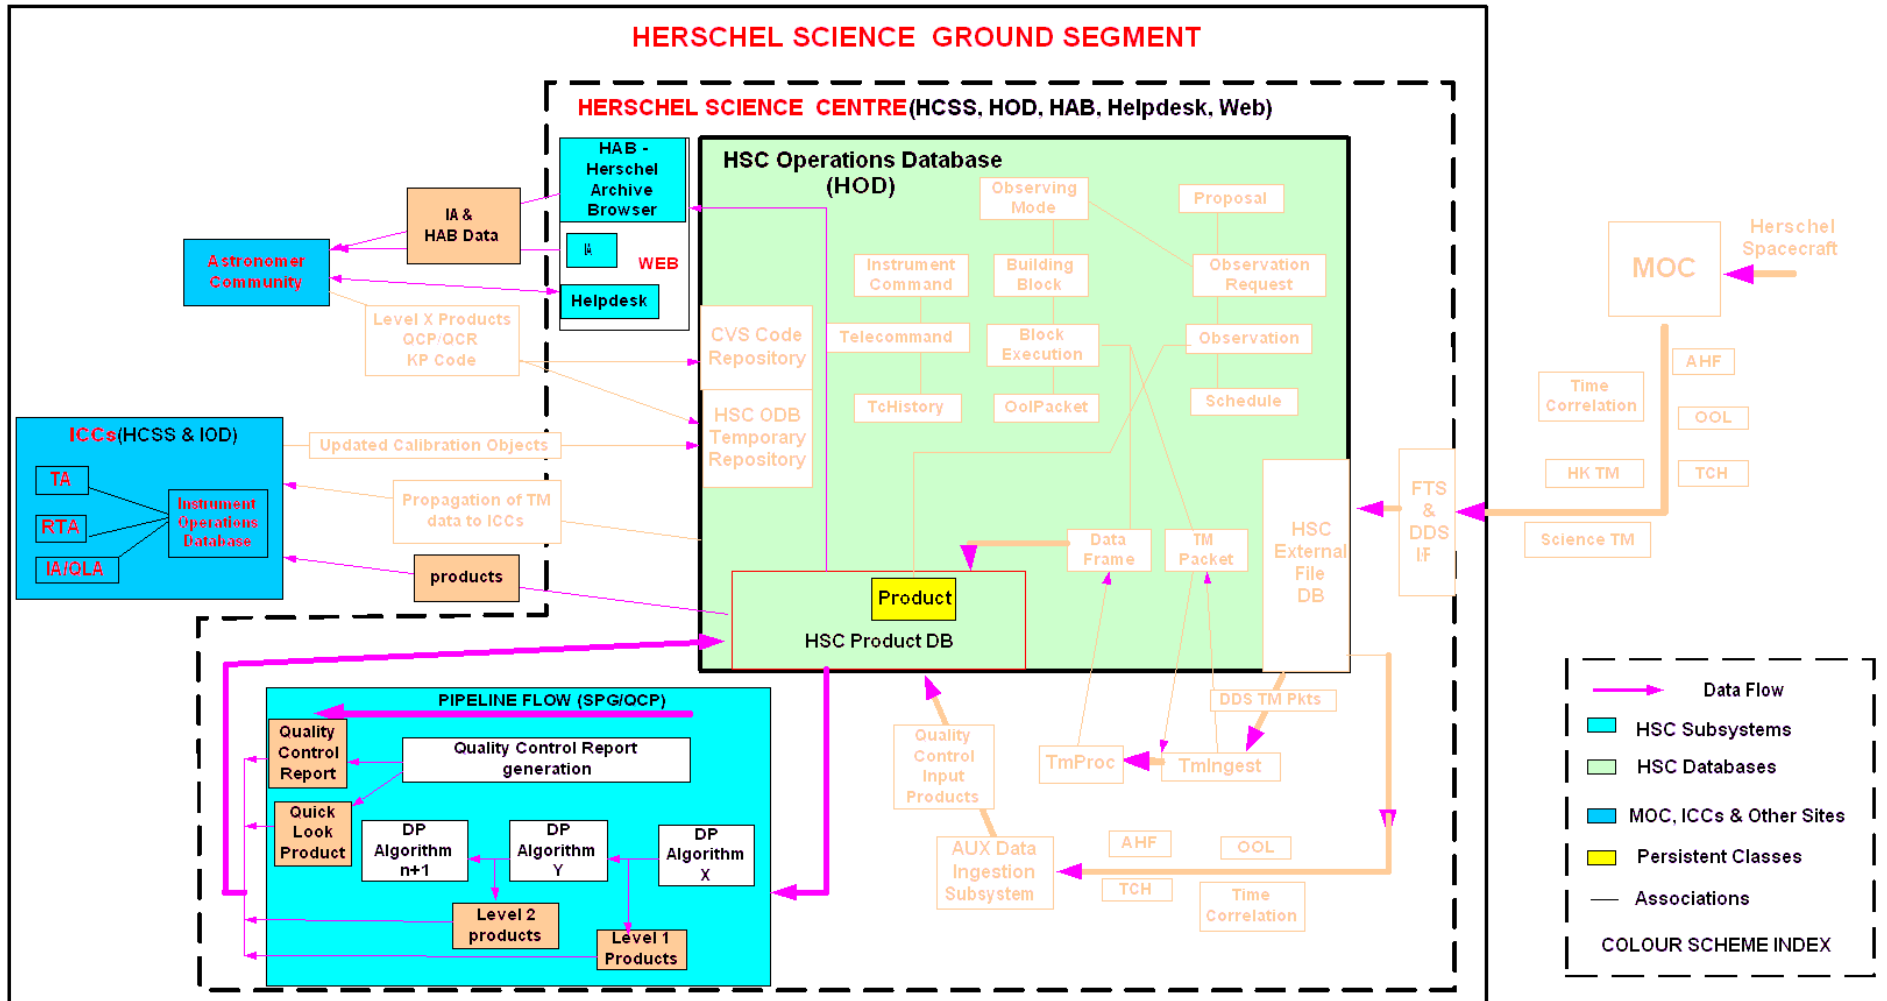 HERSCHEL SCIENCE GROUND SEGMENT
HERSCHEL SCIENCE CENTRE(HCSS, HOD, HAB, Helpdesk, Web)
HAB -
Herschel
Archive
Browser
IA
WEB
Helpdesk
IA &
HAB Data
Astronomer
Community
Level X Products
QCP/QCR
KP Code
ICCs(HCSS & IOD)
TA
RTA
IA/QLA
Instrument
Operations
Database
Updated Calibration Objects
Propagation of TM
data to ICCs
products
HSC Operations Database
(HOD)
Observing
Mode
Proposal
Instrument
Command
Building
Block
Observation
Request
CVS Code
Repository
Telecommand
Block
Execution
Observation
HSC ODB
Temporary
Repository
TcHistory
OolPacket
Schedule
Data
Frame
TM
Packet
HSC
External
File
DB
Product
HSC Product DB
FTS
&
DDS
I/F
MOC
Herschel
Spacecraft
AHF
Time
Correlation
OOL
HK TM
TCH
Science TM
PIPELINE FLOW (SPG/QCP)
Quality
Control
Report
Quality Control Report
generation
Quick
Look
Product
DP
Algorithm
n+1
DP
Algorithm
Y
DP
Algorithm
X
Level 2
products
Level 1
Products
Quality
Control
Input
Products
DDS TM Pkts
TmProc
TmIngest
AUX Data
Ingestion
Subsystem
AHF
OOL
TCH
Time
Correlation
Data Flow
HSC Subsystems
HSC Databases
MOC, ICCs & Other Sites
Persistent Classes
Associations
COLOUR SCHEME INDEX